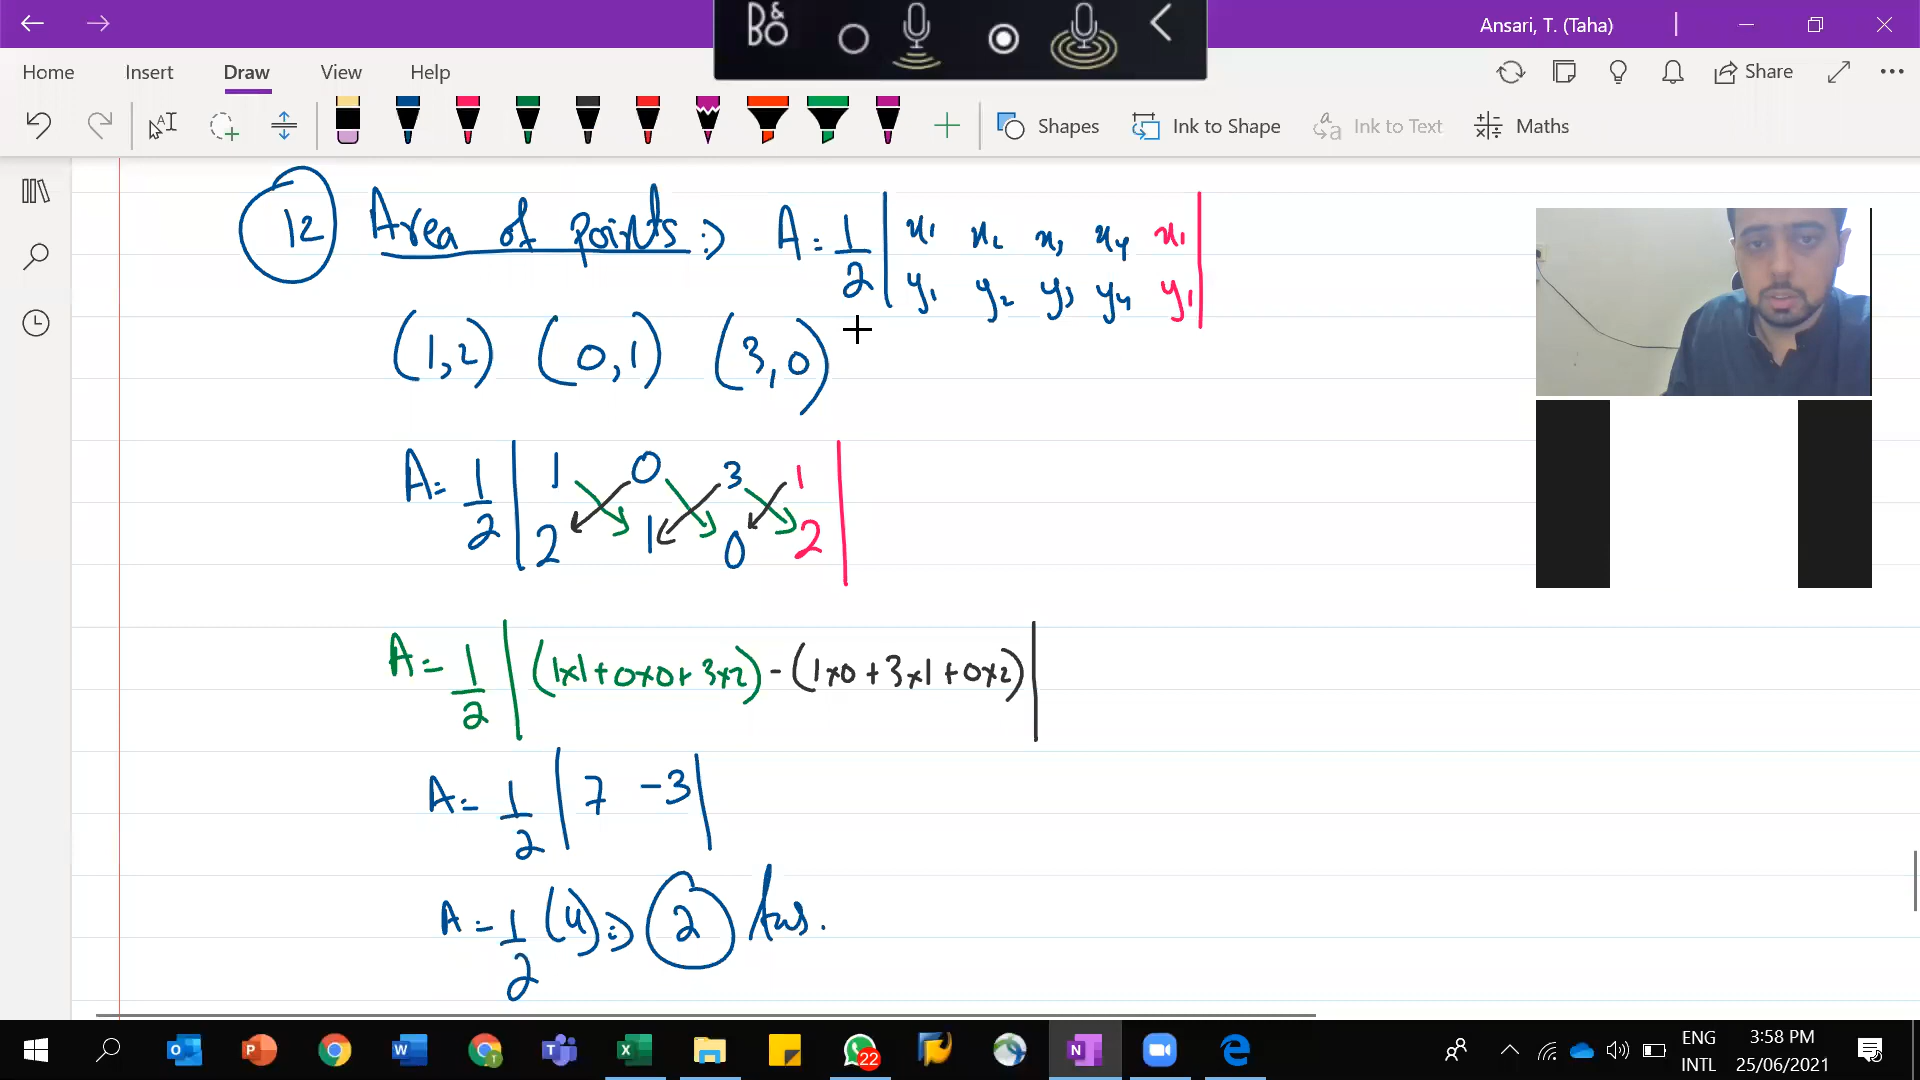 B&O
Ansari, T. (Taha)
Home Insert Draw View Help Share
Shapes Ink to Shape Ink to Text Maths
12 Area of points :) A = 1/2 | x1 x2 x3 x4 x1 |
| y1 y2 y3 y4 y1 |
(1,2) (0,1) (3,0)
A = 1/2 | 1 0 3 1 |
| 2 1 0 2 |
A = 1/2 | (1x1+0x0+3x2) - (1x0+3x1+0x2) |
A = 1/2 | 7 -3 |
A = 1/2 (4) :) 2 Ans.
22
ENG 3:58 PM
INTL 25/06/2021